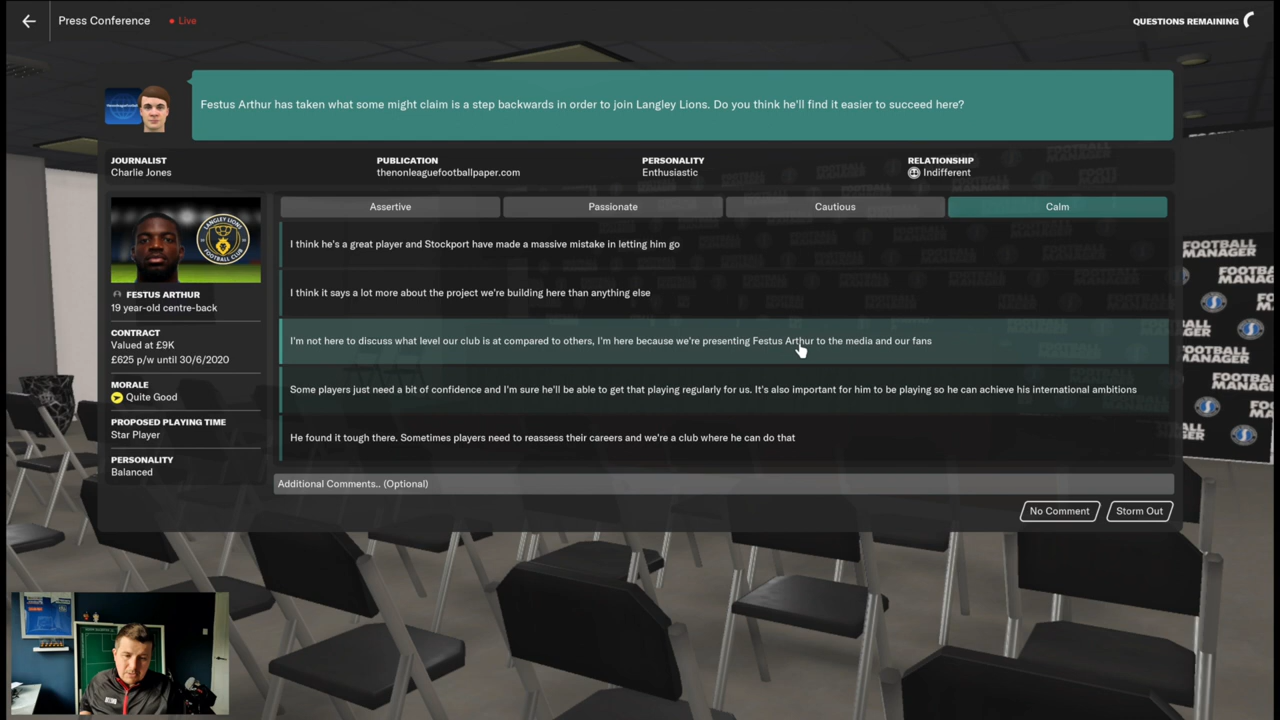 Press Conference
Live
QUESTIONS REMAINING
Festus Arthur has taken what some might claim is a step backwards in order to join Langley Lions. Do you think he'll find it easier to succeed here?
JOURNALIST
Charlie Jones
PUBLICATION
thenonleaguefootballpaper.com
PERSONALITY
Enthusiastic
RELATIONSHIP
Indifferent
Assertive
Passionate
Cautious
Calm
LANGLEY LIONS
FOOTBALL CLUB
FESTUS ARTHUR
19 year-old centre-back
CONTRACT
Valued at £9K
£625 p/w until 30/6/2020
MORALE
Quite Good
PROPOSED PLAYING TIME
Star Player
PERSONALITY
Balanced
I think he's a great player and Stockport have made a massive mistake in letting him go
I think it says a lot more about the project we're building here than anything else
I'm not here to discuss what level our club is at compared to others, I'm here because we're presenting Festus Arthur to the media and our fans
Some players just need a bit of confidence and I'm sure he'll be able to get that playing regularly for us. It's also important for him to be playing so he can achieve his international ambitions
He found it tough there. Sometimes players need to reassess their careers and we're a club where he can do that
Additional Comments.. (Optional)
No Comment
Storm Out
FOOTBALL
MANAGER